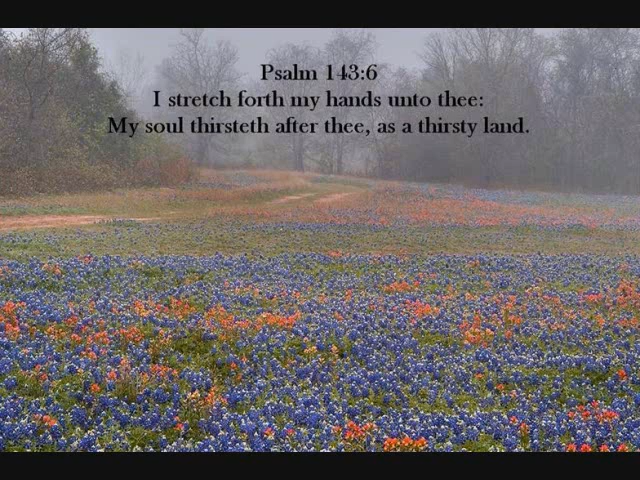 Psalm 143:6
I stretch forth my hands unto thee:
My soul thirsteth after thee, as a thirsty land.